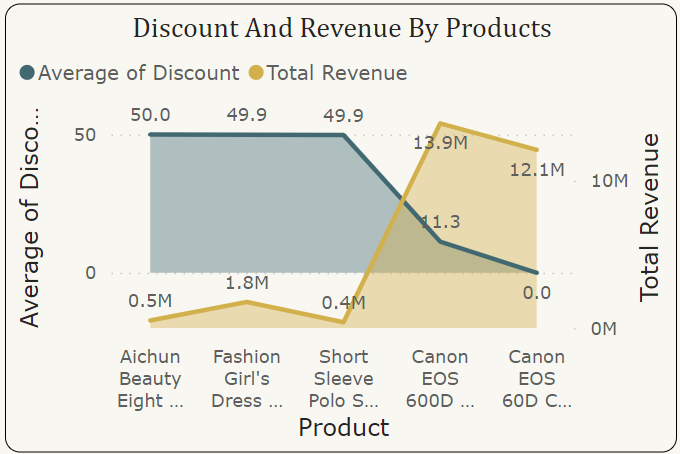 Discount And Revenue By Products
Average of Discount Total Revenue
Average of Disco...
50
0
50.0
49.9
49.9
11.3
0.0
0.5M
1.8M
0.4M
13.9M
12.1M
10M
0M
Total Revenue
Aichun
Beauty
Eight ...
Fashion
Girl's
Dress ...
Short
Sleeve
Polo S...
Canon
EOS
600D ...
Canon
EOS
60D C...
Product